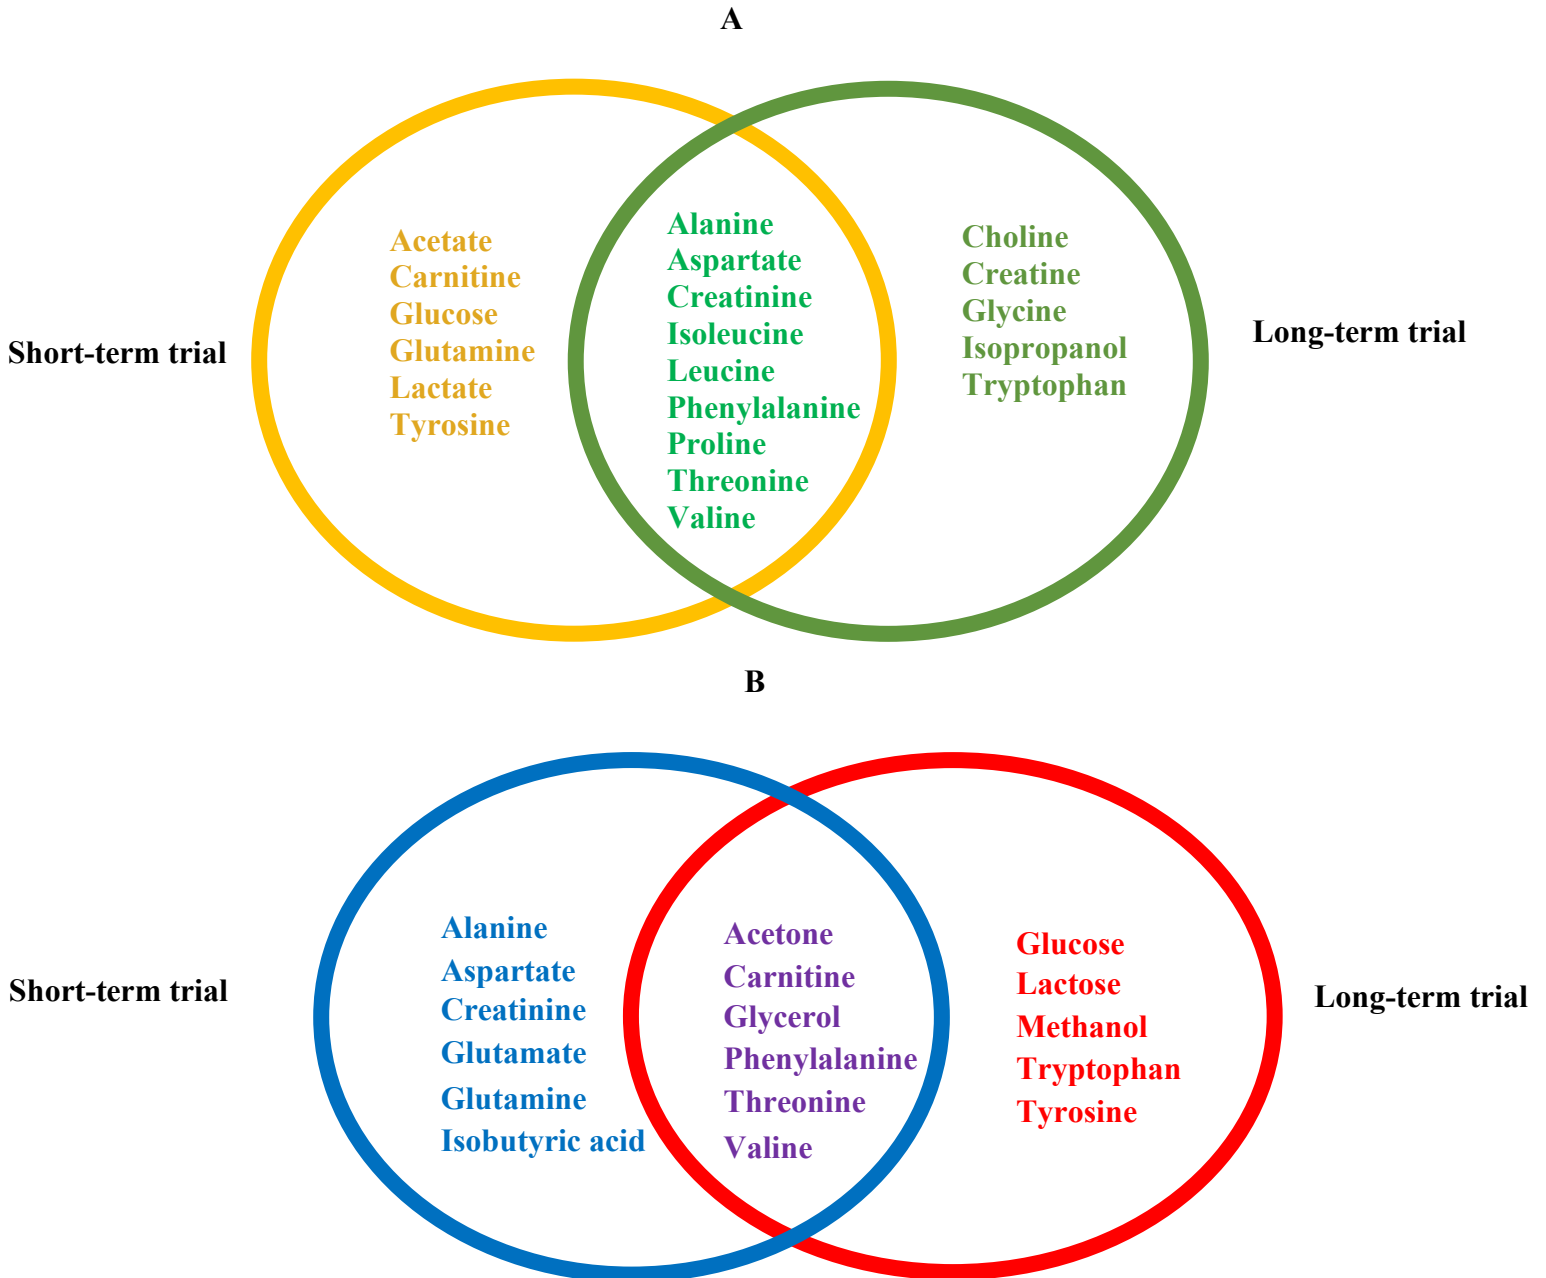 A
Short-term trial
Acetate
Carnitine
Glucose
Glutamine
Lactate
Tyrosine
Alanine
Aspartate
Creatinine
Isoleucine
Leucine
Phenylalanine
Proline
Threonine
Valine
Choline
Creatine
Glycine
Isopropanol
Tryptophan
Long-term trial
B
Short-term trial
Alanine
Aspartate
Creatinine
Glutamate
Glutamine
Isobutyric acid
Acetone
Carnitine
Glycerol
Phenylalanine
Threonine
Valine
Glucose
Lactose
Methanol
Tryptophan
Tyrosine
Long-term trial